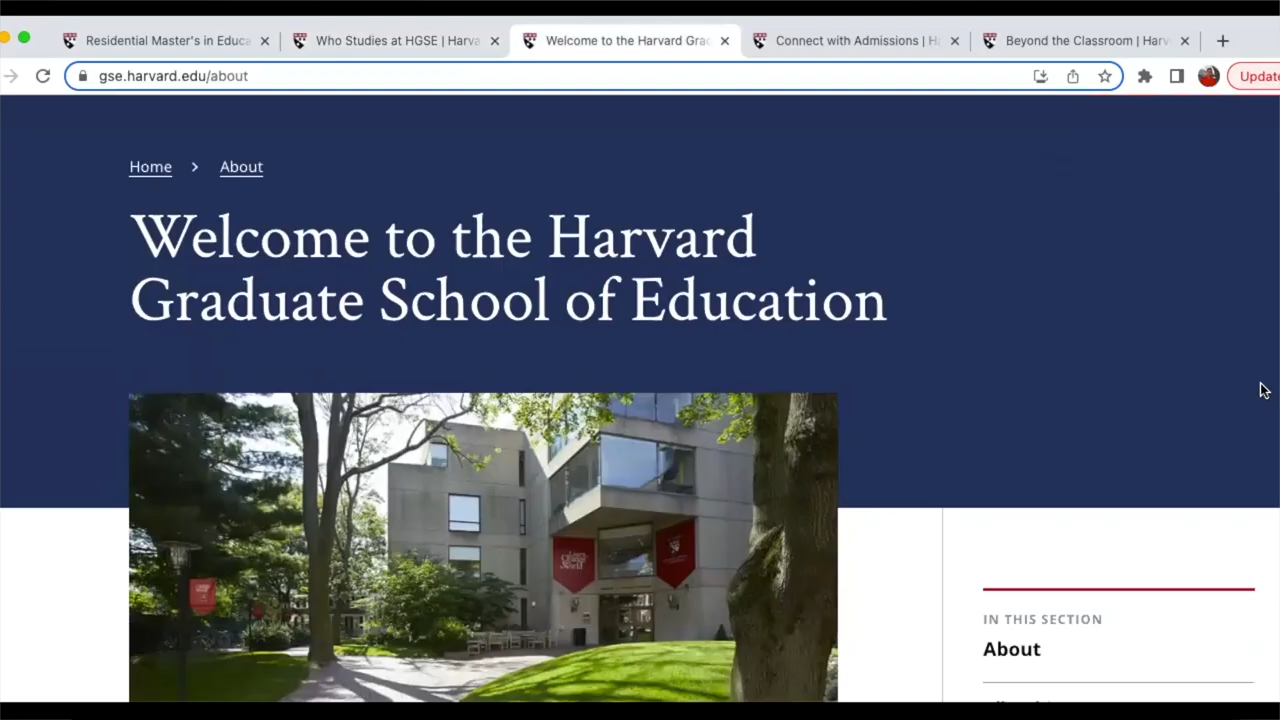 Residential Master's in Educa
Who Studies at HGSE | Harva
Welcome to the Harvard Gra
Connect with Admissions | Ha
Beyond the Classroom | Harv
gse.harvard.edu/about
Update
Home > About
Welcome to the Harvard
Graduate School of Education
IN THIS SECTION
About